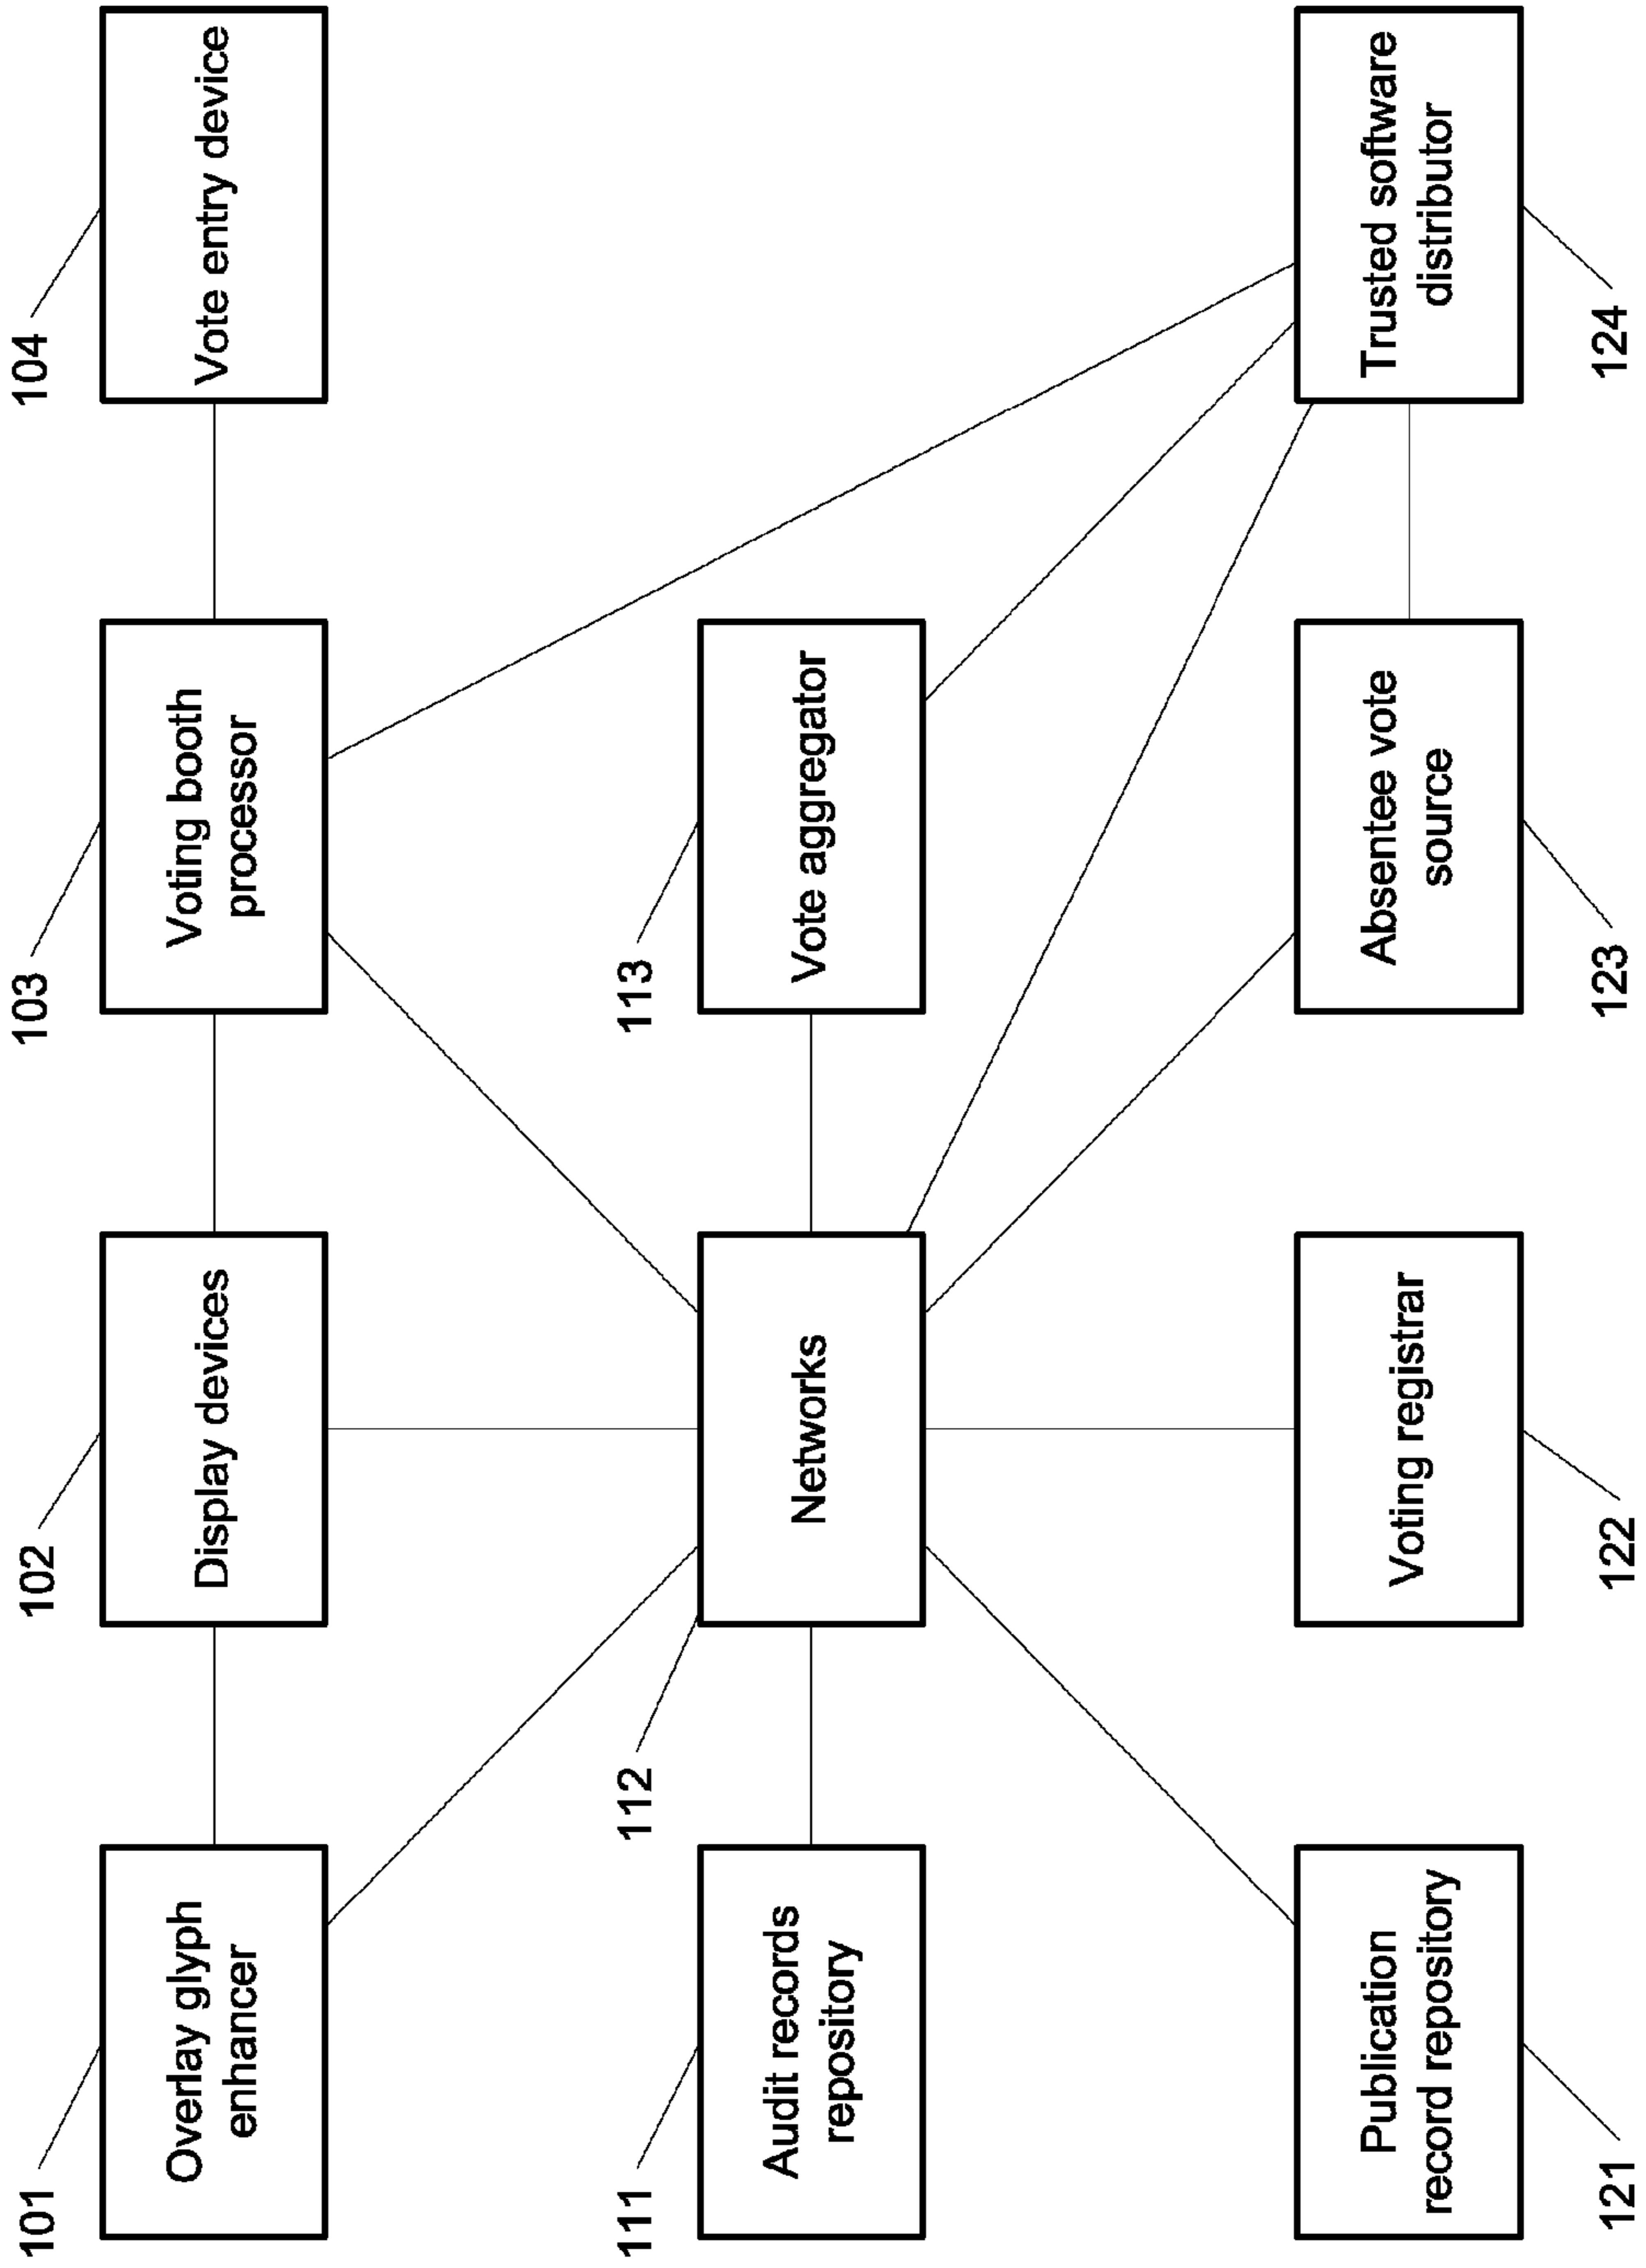 101
102
103
104
Overlay glyph
enhancer
Display devices
Voting booth
processor
Vote entry device
111
112
113
Audit records
repository
Networks
Vote aggregator
Publication
record repository
Voting registrar
Absentee vote
source
Trusted software
distributor
121
122
123
124